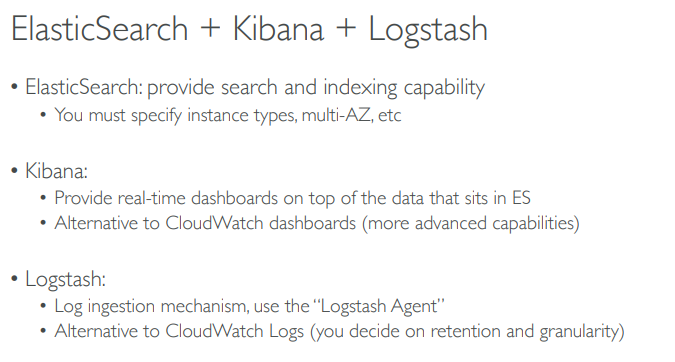 ElasticSearch + Kibana + Logstash
• ElasticSearch: provide search and indexing capability
• You must specify instance types, multi-AZ, etc
• Kibana:
• Provide real-time dashboards on top of the data that sits in ES
• Alternative to CloudWatch dashboards (more advanced capabilities)
• Logstash:
• Log ingestion mechanism, use the “Logstash Agent”
• Alternative to CloudWatch Logs (you decide on retention and granularity)